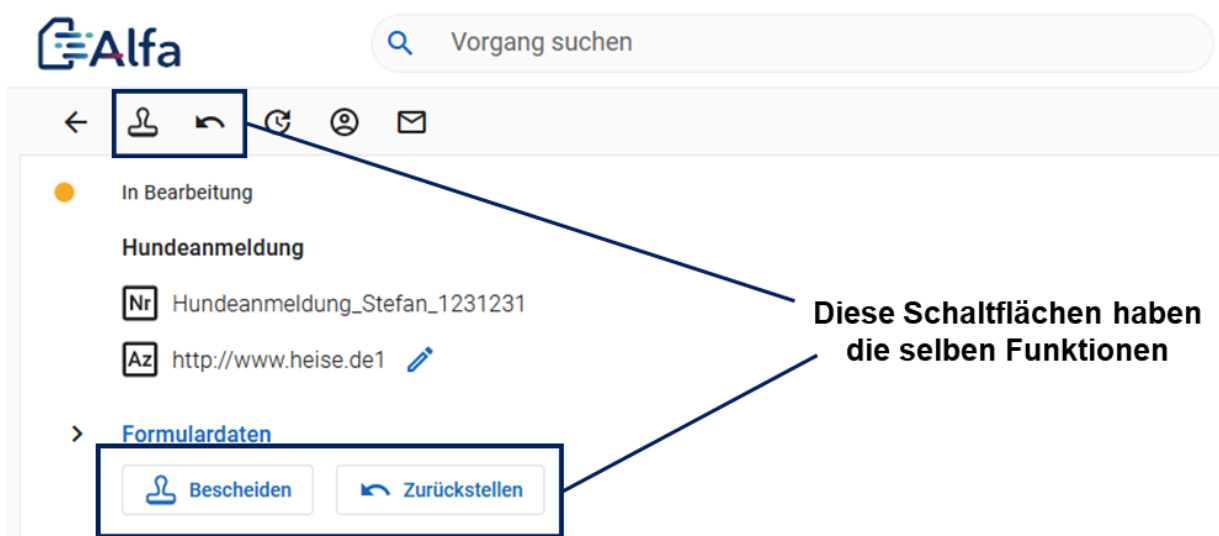 Alfa
Vorgang suchen
In Bearbeitung
Hundeanmeldung
Nr Hundeanmeldung_Stefan_1231231
Az http://www.heise.de1
Diese Schaltflächen haben
die selben Funktionen
Formulardaten
Bescheiden Zurückstellen